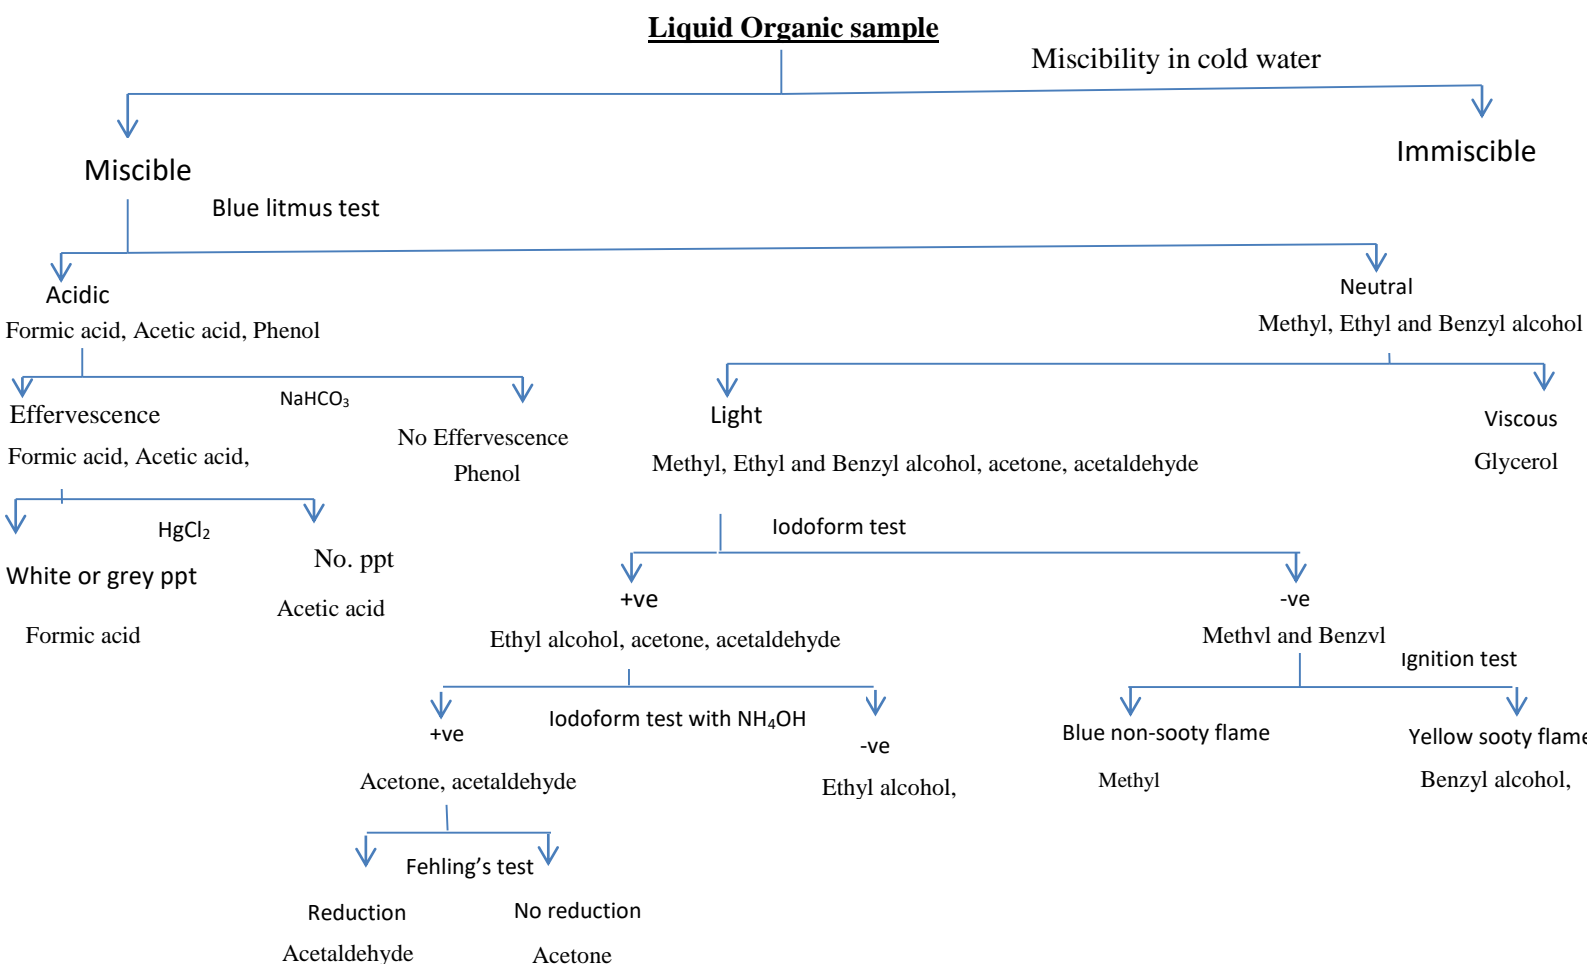 Liquid Organic sample
Miscibility in cold water
Miscible
Immiscible
Blue litmus test
Acidic
Neutral
Formic acid, Acetic acid, Phenol
Methyl, Ethyl and Benzyl alcohol
NaHCO₃
Effervescence
No Effervescence
Light
Viscous
Formic acid, Acetic acid,
Phenol
Methyl, Ethyl and Benzyl alcohol, acetone, acetaldehyde
Glycerol
HgCl₂
Iodoform test
White or grey ppt
No. ppt
+ve
-ve
Formic acid
Acetic acid
Ethyl alcohol, acetone, acetaldehyde
Methyl and Benzyl
Ignition test
Iodoform test with NH₄OH
+ve
-ve
Blue non-sooty flame
Yellow sooty flame
Acetone, acetaldehyde
Ethyl alcohol,
Methyl
Benzyl alcohol,
Fehling’s test
Reduction
No reduction
Acetaldehyde
Acetone